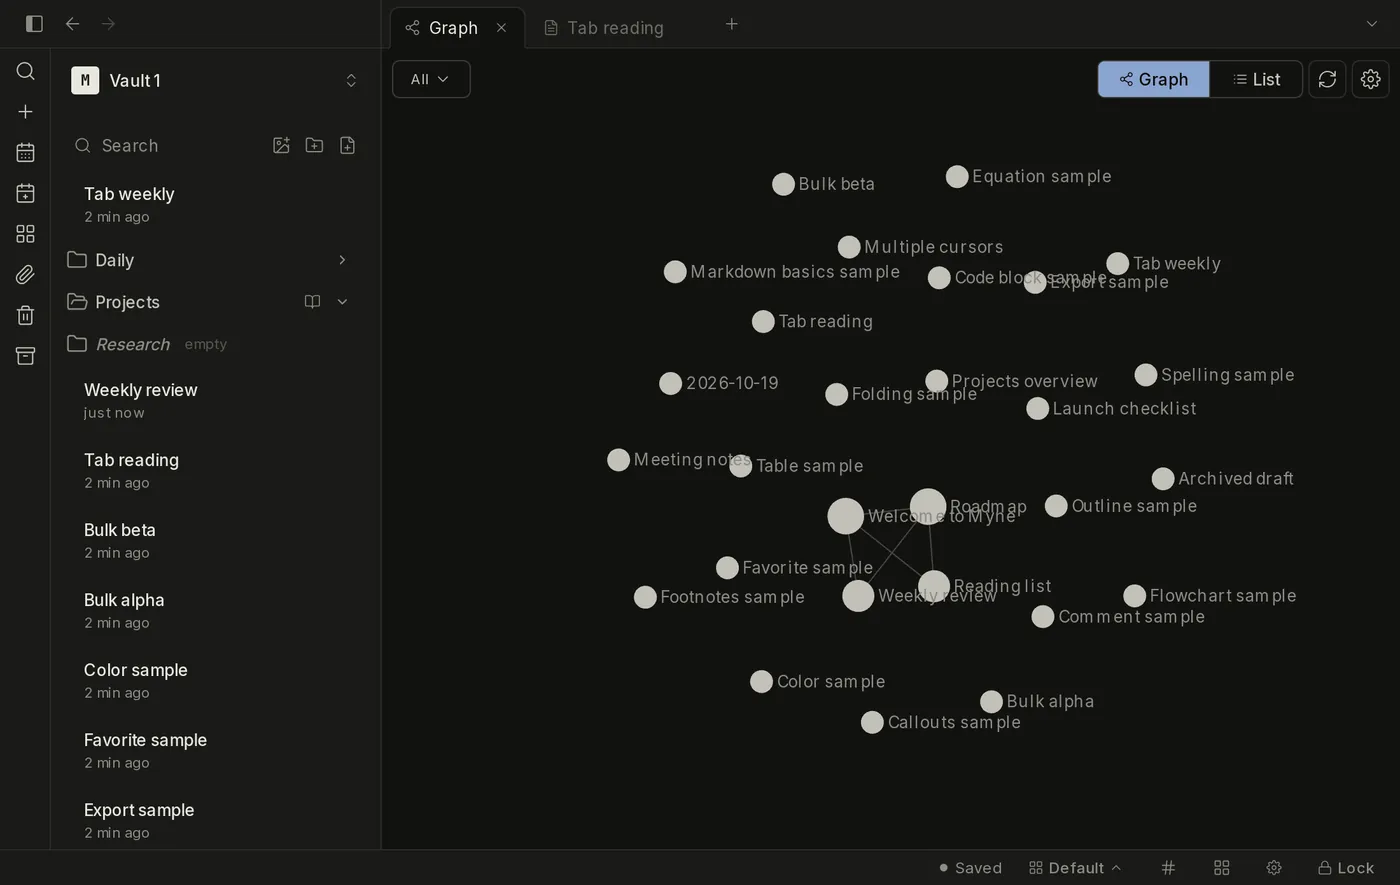 Graph
Tab reading
M
Vault 1
All
Graph
List
Search
Tab weekly
2 min ago
Daily
Projects
Research empty
Weekly review
just now
Tab reading
2 min ago
Bulk beta
2 min ago
Bulk alpha
2 min ago
Color sample
2 min ago
Favorite sample
2 min ago
Export sample
2 min ago
Bulk beta
Equation sample
Multiple cursors
Markdown basics sample
Code block sample
Tab weekly
Export sample
Tab reading
2026-10-19
Folding sample
Projects overview
Spelling sample
Launch checklist
Meeting notes
Table sample
Archived draft
Roadmap
Welcome to Myne
Outline sample
Favorite sample
Footnotes sample
Reading list
Weekly review
Flowchart sample
Comment sample
Color sample
Bulk alpha
Callouts sample
Saved
Default
Lock